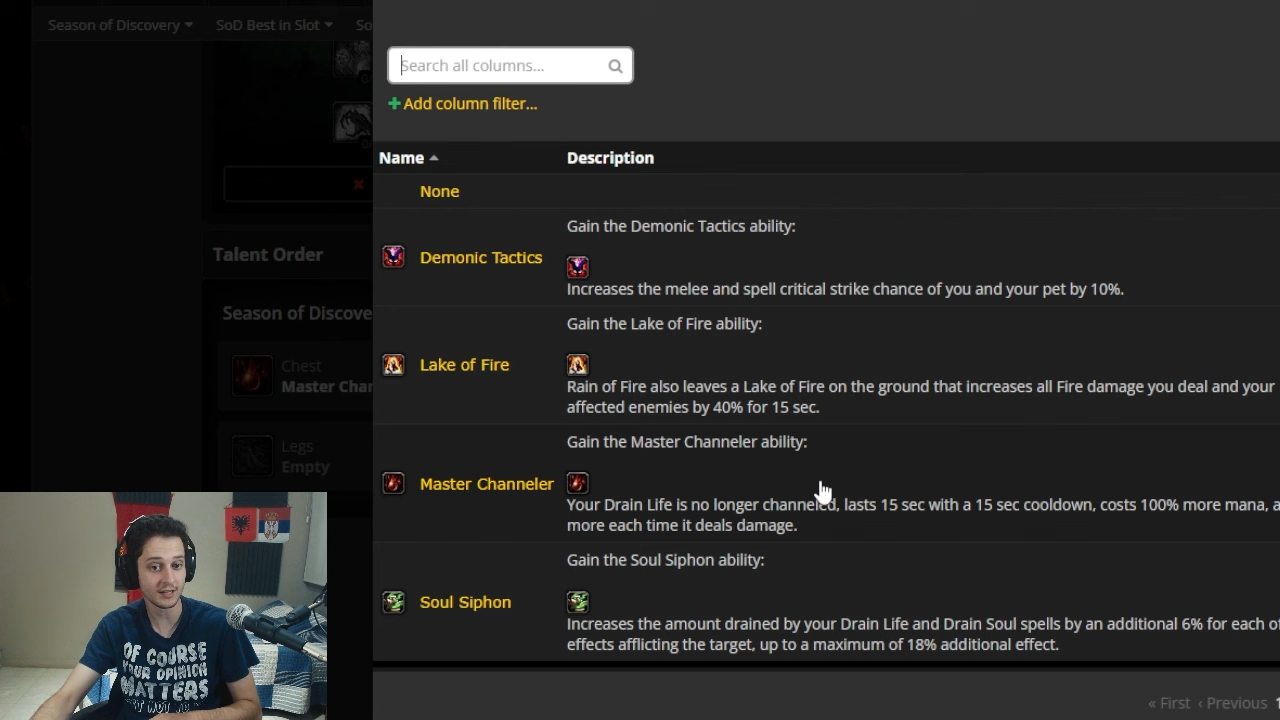 Season of Discovery
SoD Best in Slot
So
Search all columns...
Add column filter...
Name
Description
None
Gain the Demonic Tactics ability:
Demonic Tactics
Increases the melee and spell critical strike chance of you and your pet by 10%.
Gain the Lake of Fire ability:
Lake of Fire
Rain of Fire also leaves a Lake of Fire on the ground that increases all Fire damage you deal and your
affected enemies by 40% for 15 sec.
Gain the Master Channeler ability:
Master Channeler
Your Drain Life is no longer channeled, lasts 15 sec with a 15 sec cooldown, costs 100% more mana, a
more each time it deals damage.
Gain the Soul Siphon ability:
Soul Siphon
Increases the amount drained by your Drain Life and Drain Soul spells by an additional 6% for each of
effects afflicting the target, up to a maximum of 18% additional effect.
« First ‹ Previous 1
Talent Order
Season of Discove
Chest
Master Chan
Legs
Empty
OF COURSE
YOUR OPINION
MATTERS